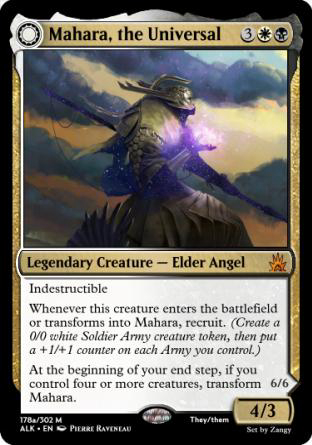 Mahara, the Universal 3
Legendary Creature — Elder Angel
Indestructible
Whenever this creature enters the battlefield
or transforms into Mahara, recruit. (Create a
0/0 white Soldier Army creature token, then put
a +1/+1 counter on each Army you control.)
At the beginning of your end step, if you
control four or more creatures, transform
Mahara.
6/6
4/3
178a/302 M They/them
ALK • EN Pierre Raveneau Set by Zangy